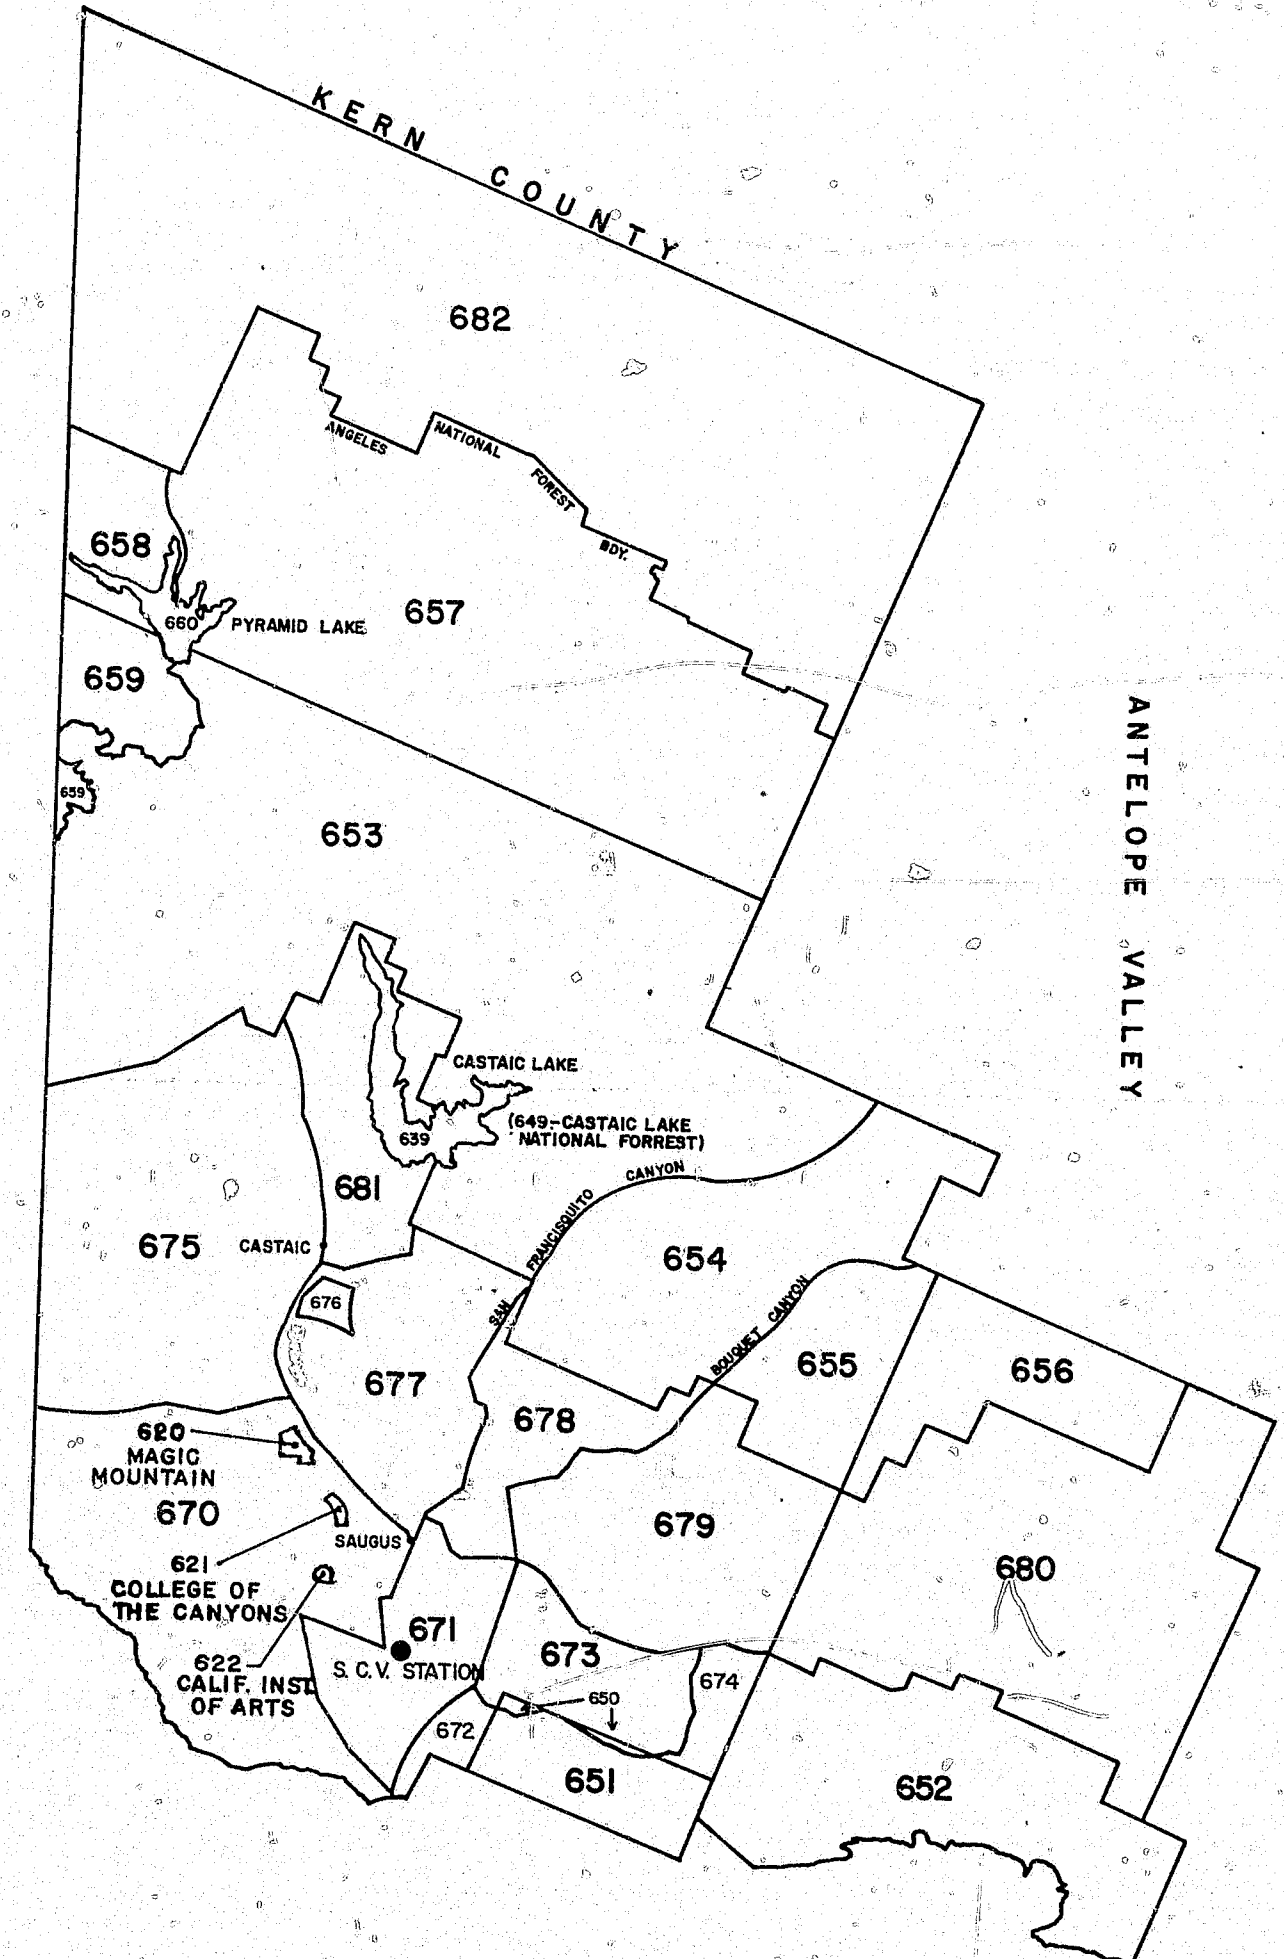 KERN COUNTY
682
ANGELES NATIONAL FOREST BDY.
658
657
660
PYRAMID LAKE
659
659
653
ANTELOPE VALLEY
CASTAIC LAKE
(649-CASTAIC LAKE
NATIONAL FORREST)
639
681
SAN FRANCISQUITO CANYON
675
CASTAIC
654
676
BOUQUET CANYON
655
656
677
678
620
MAGIC
MOUNTAIN
670
679
SAUGUS
621
COLLEGE OF
THE CANYONS
680
671
S.C.V. STATION
622
CALIF. INST.
OF ARTS
673
674
650
672
651
652